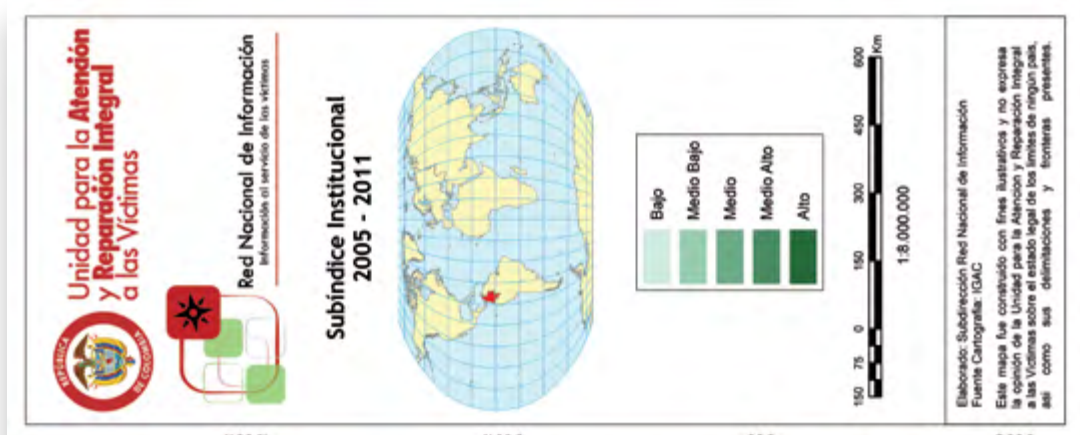 Unidad para la Atención
y Reparación Integral
a las Víctimas
REPÚBLICA
DE COLOMBIA
Red Nacional de Información
Información al servicio de las víctimas
Subíndice Institucional
2005 - 2011
Bajo
Medio Bajo
Medio
Medio Alto
Alto
150 75 0 150 300 450 600
Km
1:8.000.000
Elaborado: Subdirección Red Nacional de Información
Fuente Cartografía: IGAC
Este mapa fue construido con fines ilustrativos y no expresa
la opinión de la Unidad para la Atención y Reparación Integral
a las Víctimas sobre el estado legal de los límites de ningún país,
así como sus delimitaciones y fronteras presentes.